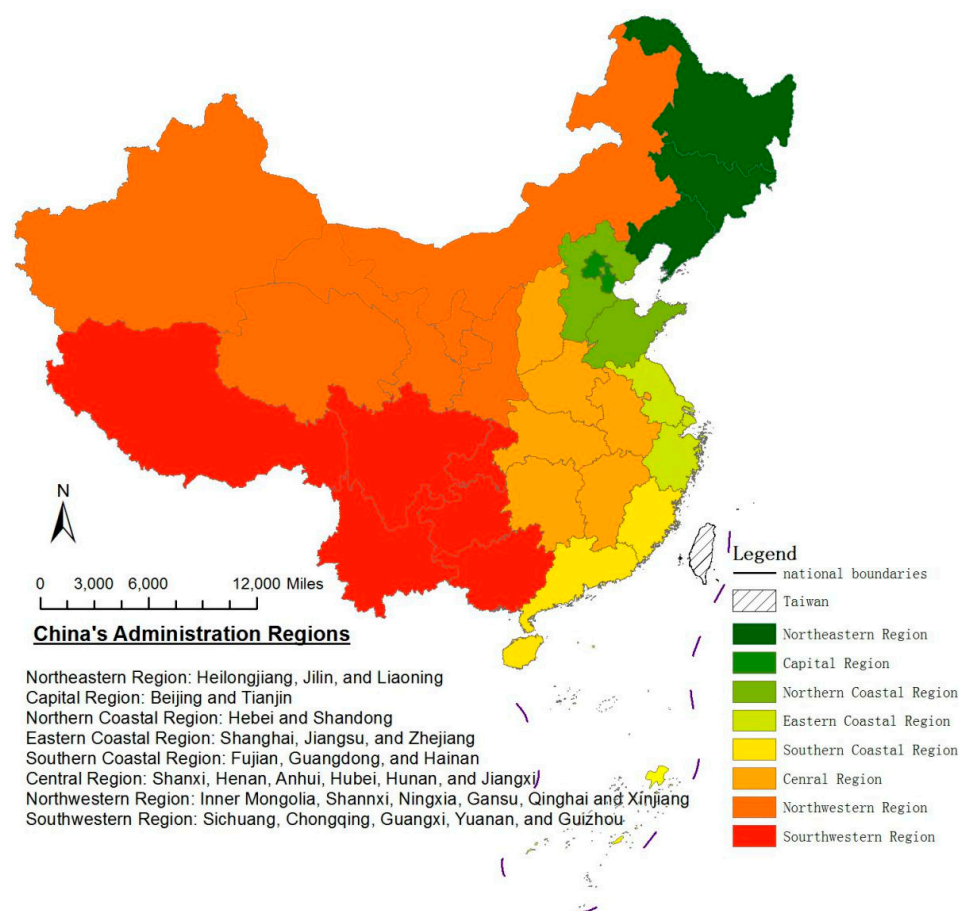 N
0 3,000 6,000 12,000 Miles
China's Administration Regions
Northeastern Region: Heilongjiang, Jilin, and Liaoning
Capital Region: Beijing and Tianjin
Northern Coastal Region: Hebei and Shandong
Eastern Coastal Region: Shanghai, Jiangsu, and Zhejiang
Southern Coastal Region: Fujian, Guangdong, and Hainan
Central Region: Shanxi, Henan, Anhui, Hubei, Hunan, and Jiangxi
Northwestern Region: Inner Mongolia, Shannxi, Ningxia, Gansu, Qinghai and Xinjiang
Southwestern Region: Sichuang, Chongqing, Guangxi, Yuanan, and Guizhou
Legend
national boundaries
Taiwan
Northeastern Region
Capital Region
Northern Coastal Region
Eastern Coastal Region
Southern Coastal Region
Cenral Region
Northwestern Region
Sourthwestern Region